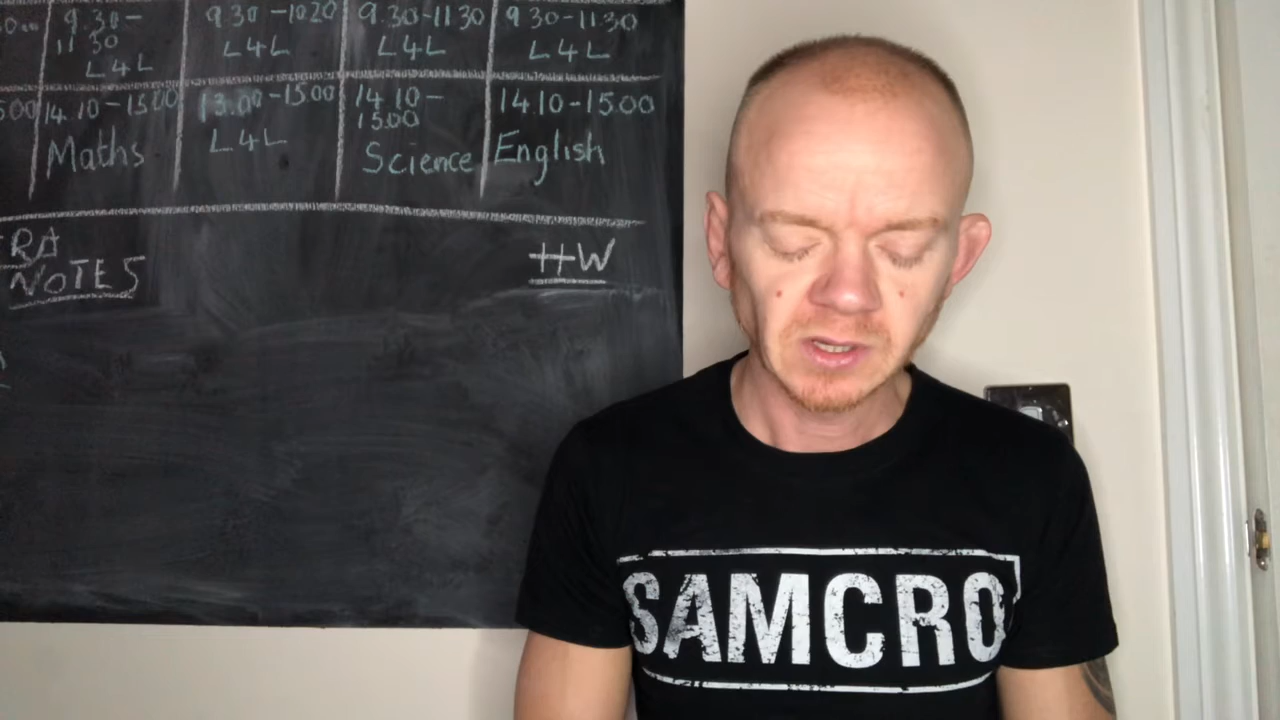 9.30-
11 30
L4L
9.30 -10.20
L4L
9.30-11 30
L4L
9 30-11.30
L4L
14.10-15.00
Maths
13.00-15.00
L4L
14 10-
15.00
Science
14.10-15.00
English
RA
NOTES
HW
SAMCRO